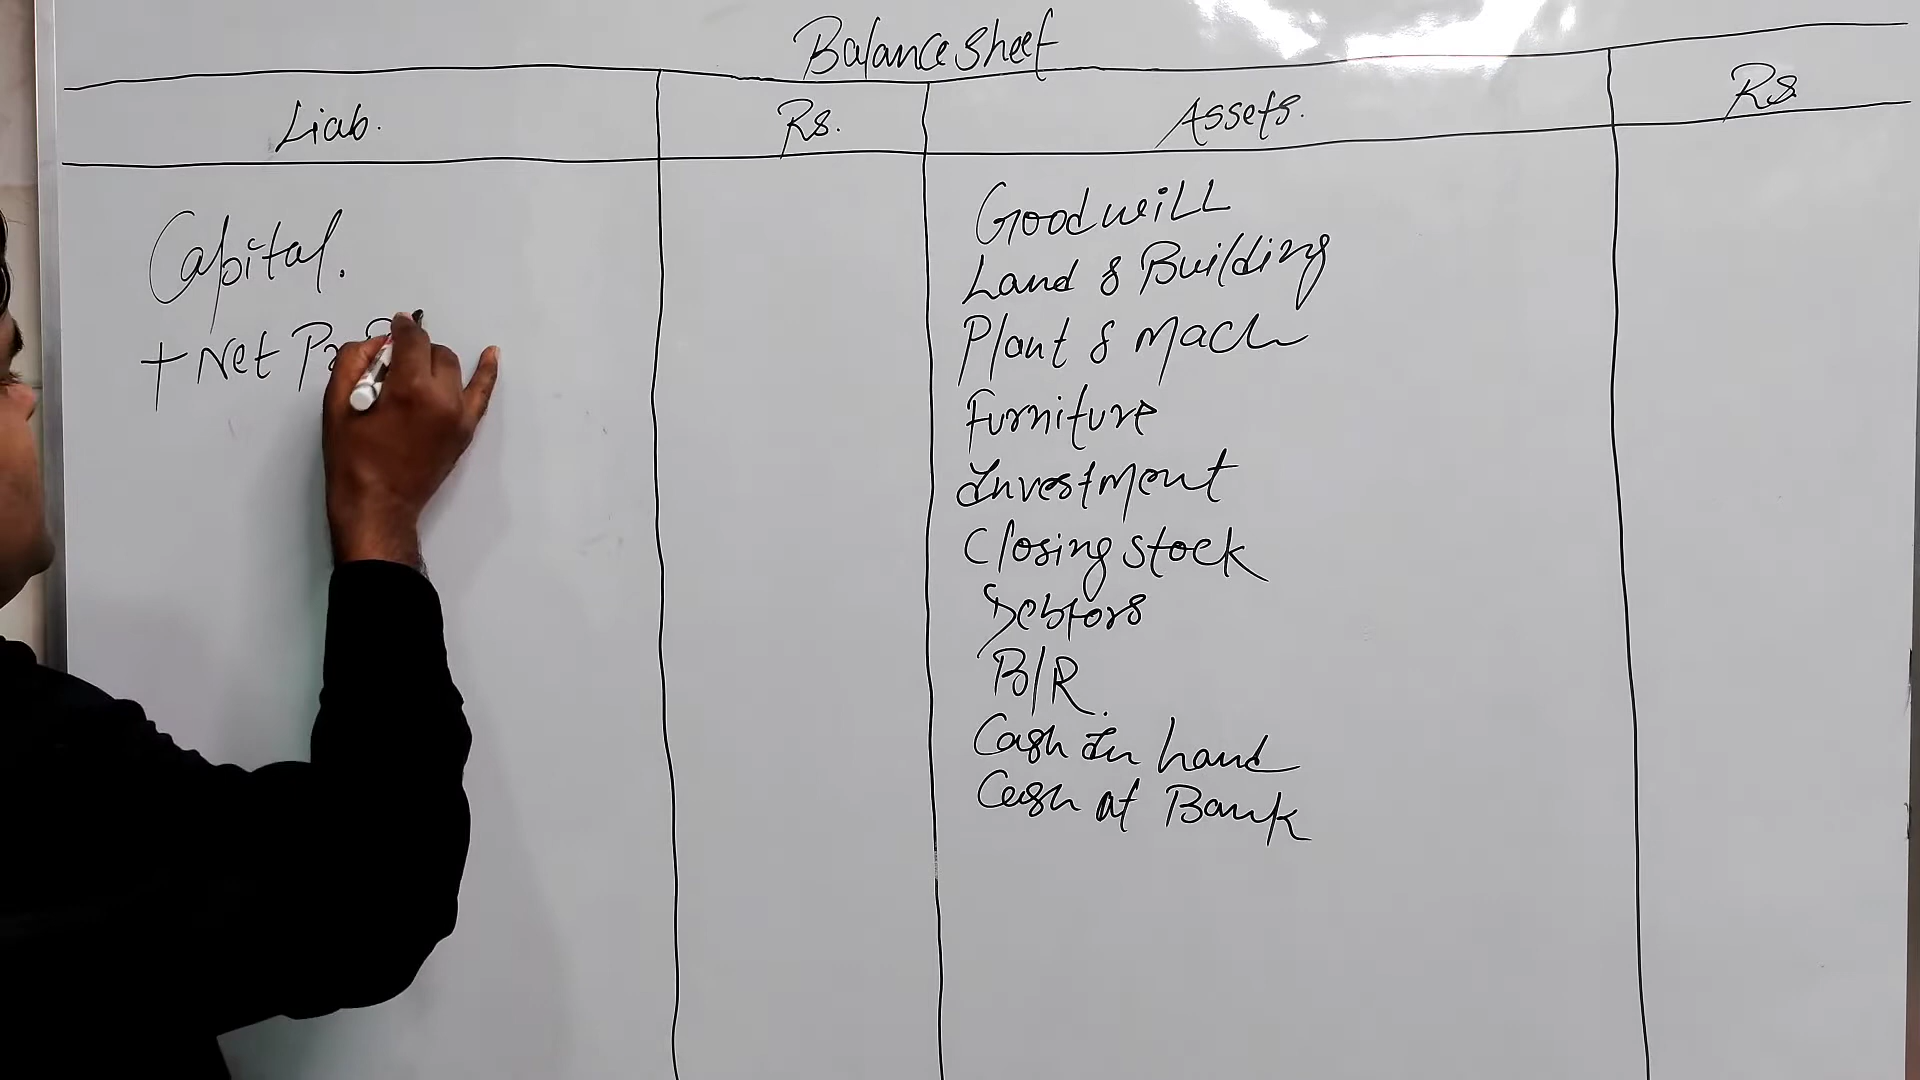 Balance Sheet
Liab.
Rs.
Assets.
Rs
Capital.
+ Net
Goodwill
Land & Building
Plant & Mach
Furniture
Investment
Closing stock
Debtors
B/R.
Cash In hand
Cash at Bank